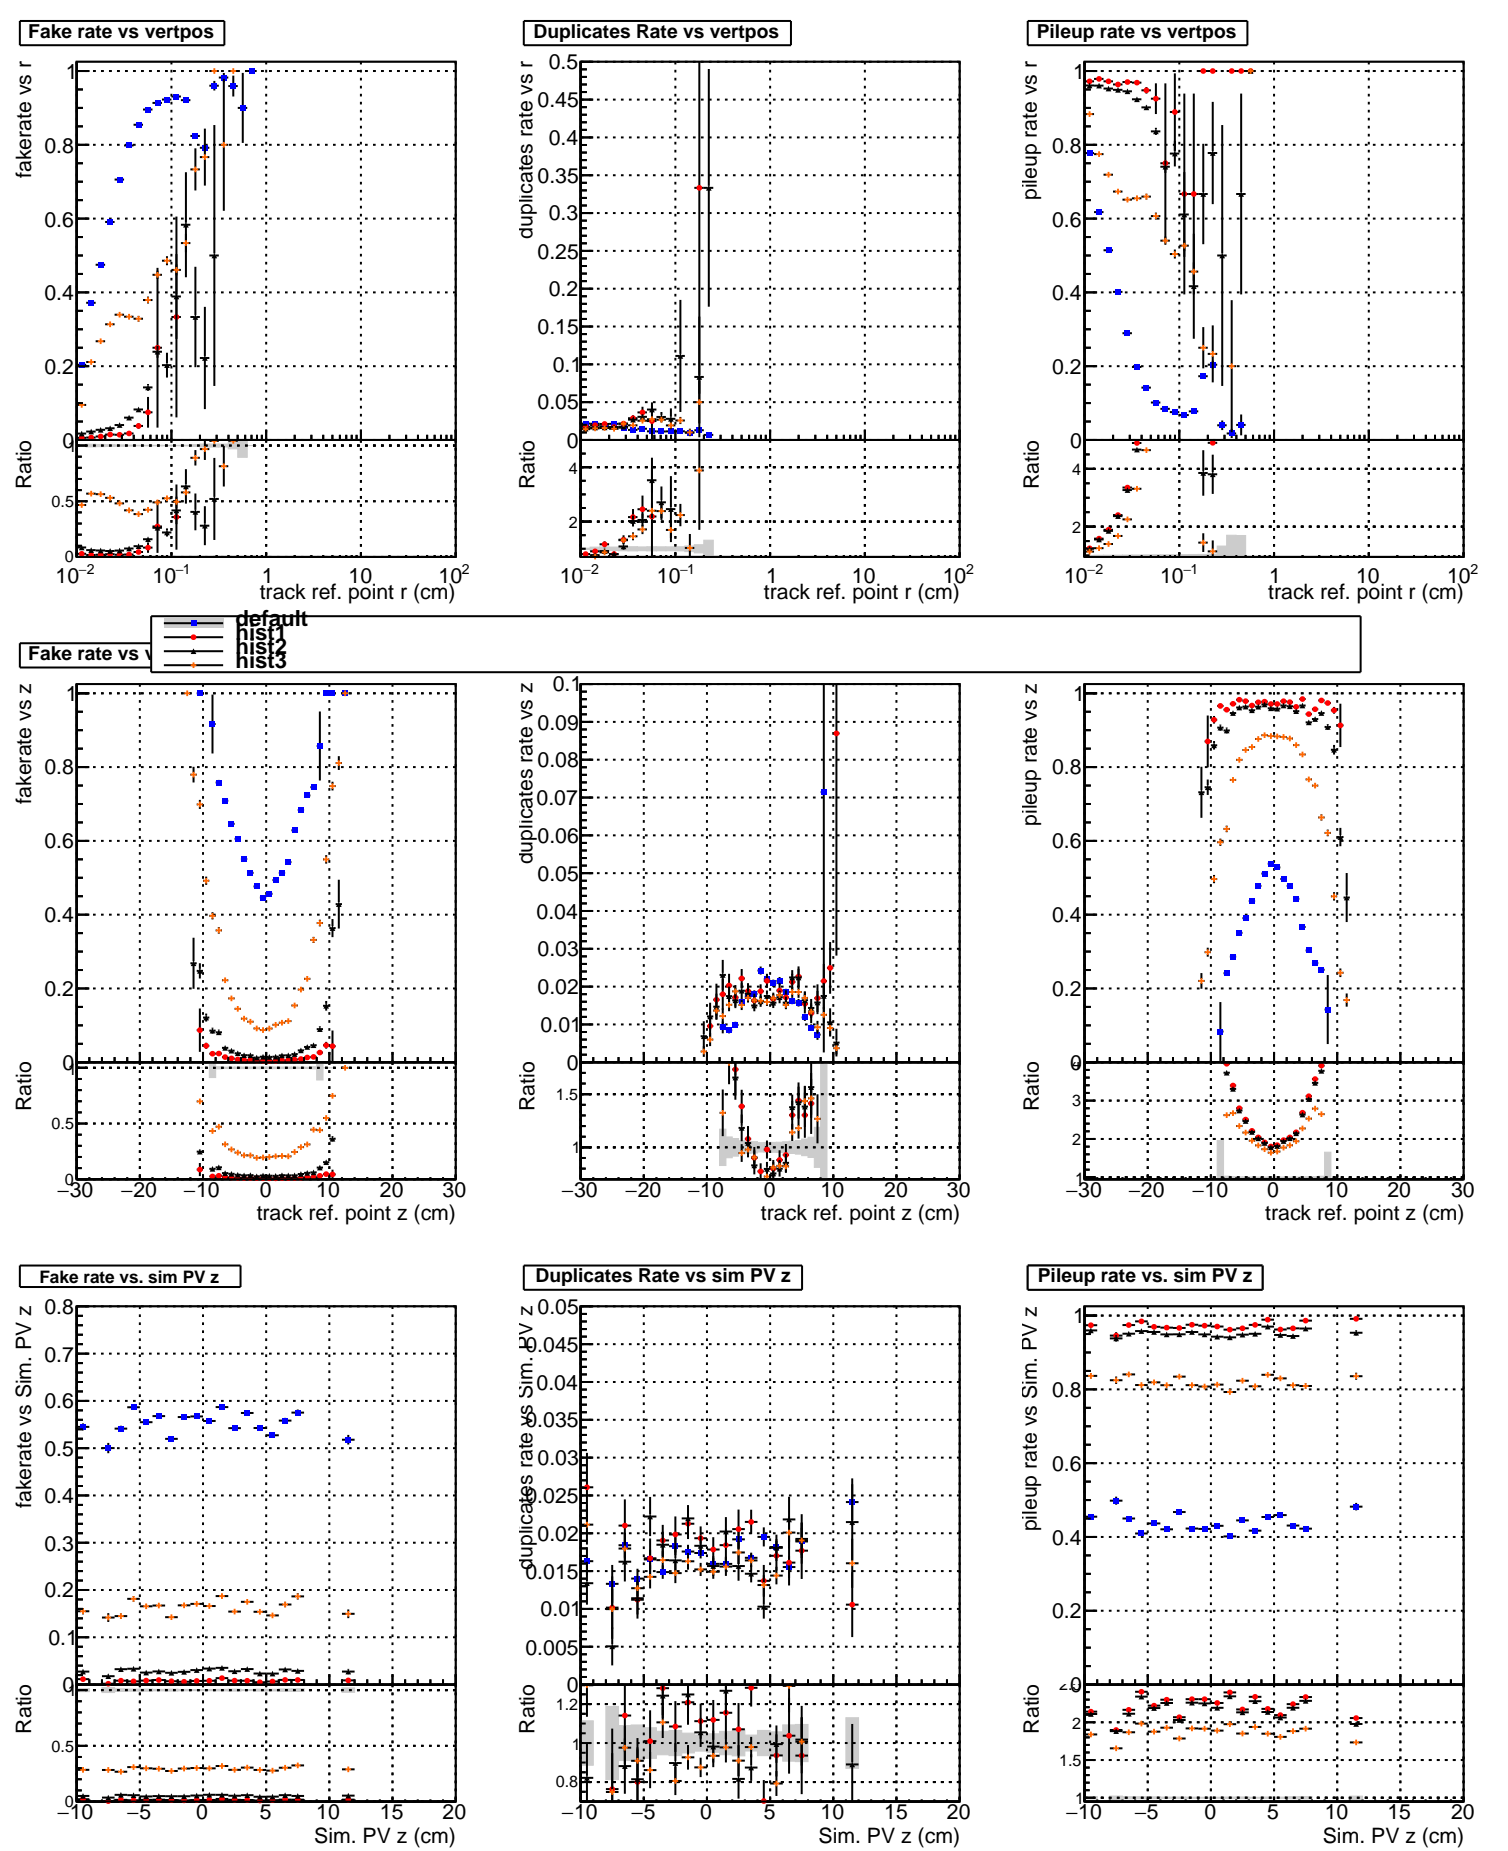 Fake rate vs vertpos
Duplicates Rate vs vertpos
Pileup rate vs vertpos
fakerate vs r
1
0.8
0.6
0.4
0.2
0
Ratio
1
0.5
0
10−2 10−1 1 10 102
track ref. point r (cm)
duplicates rate vs r
0.5
0.45
0.4
0.35
0.3
0.25
0.2
0.15
0.1
0.05
0
Ratio
4
2
10−2 10−1 1 10 102
track ref. point r (cm)
pileup rate vs r
1
0.8
0.6
0.4
0.2
0
Ratio
4
2
10−2 10−1 1 10 102
track ref. point r (cm)
default
hist1
hist2
hist3
Fake rate vs
fakerate vs z
1
0.8
0.6
0.4
0.2
0
Ratio
1
0.5
0
−30 −20 −10 0 10 20 30
track ref. point z (cm)
duplicates rate vs z
0.1
0.09
0.08
0.07
0.06
0.05
0.04
0.03
0.02
0.01
0
Ratio
1.5
1
−30 −20 −10 0 10 20 30
track ref. point z (cm)
pileup rate vs z
1
0.8
0.6
0.4
0.2
0
Ratio
3
2
1
−30 −20 −10 0 10 20 30
track ref. point z (cm)
Fake rate vs. sim PV z
Duplicates Rate vs sim PV z
Pileup rate vs. sim PV z
fakerate vs Sim. PV z
0.8
0.7
0.6
0.5
0.4
0.3
0.2
0.1
0
Ratio
1
0.5
0
−10 −5 0 5 10 15 20
Sim. PV z (cm)
duplicates rate vs Sim. PV z
0.05
0.045
0.04
0.035
0.03
0.025
0.02
0.015
0.01
0.005
0
Ratio
1.2
1
0.8
−10 −5 0 5 10 15 20
Sim. PV z (cm)
pileup rate vs Sim. PV z
1
0.8
0.6
0.4
0.2
Ratio
2
1.5
1
−10 −5 0 5 10 15 20
Sim. PV z (cm)